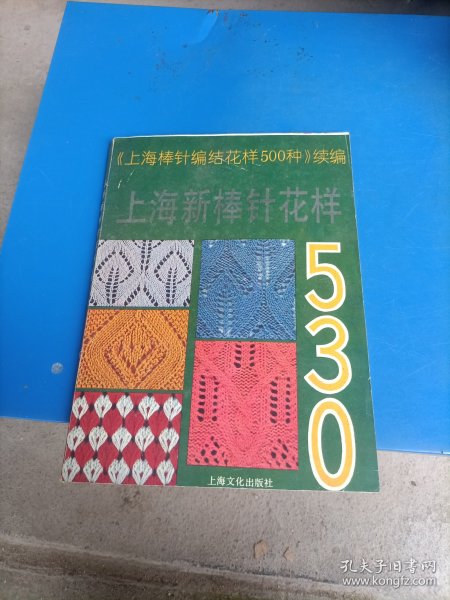 《上海棒针编结花样500种》续编
上海新棒针花样
530
上海文化出版社
孔夫子旧书网
www.kongfz.com